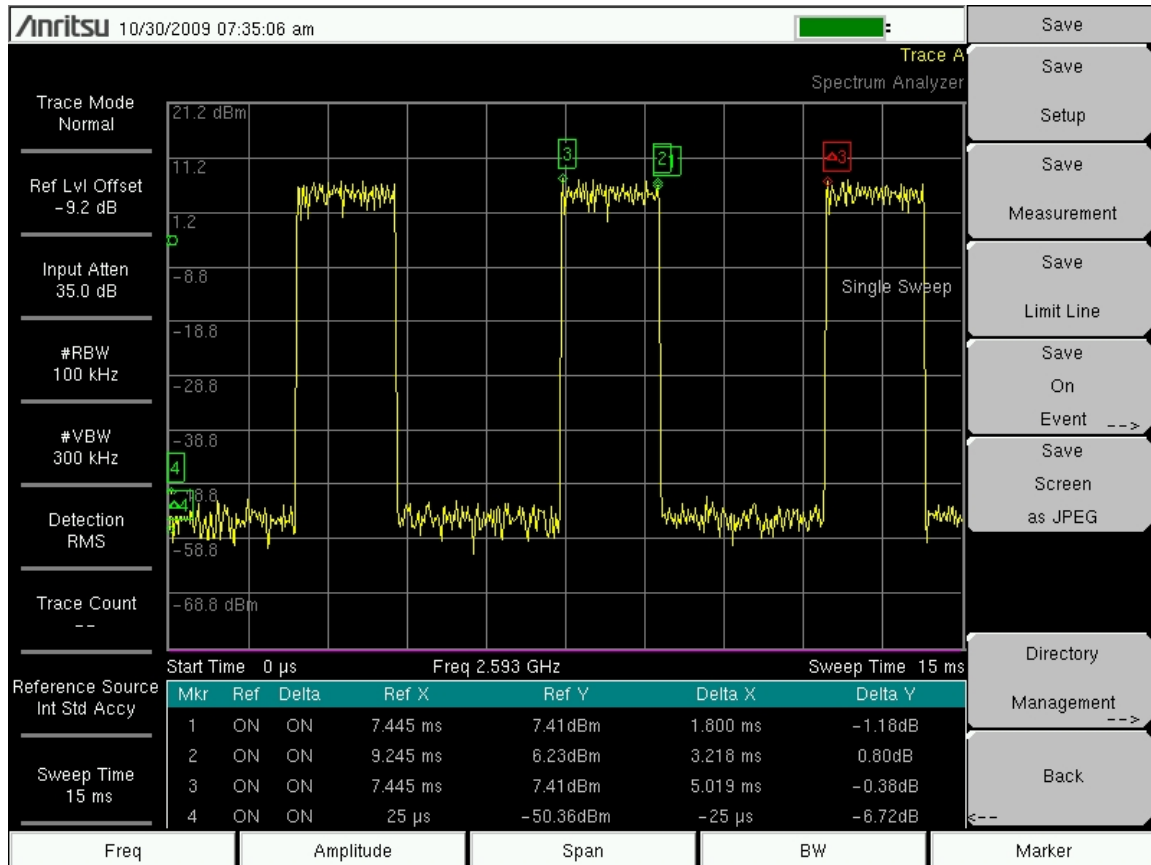 Anritsu 10/30/2009 07:35:06 am
Trace A
Spectrum Analyzer
Trace Mode
Normal
Ref Lvl Offset
-9.2 dB
Input Atten
35.0 dB
#RBW
100 kHz
#VBW
300 kHz
Detection
RMS
Trace Count
--
Reference Source
Int Std Accy
Sweep Time
15 ms
21.2 dBm
11.2
1.2
-8.8
-18.8
-28.8
-38.8
-58.8
-68.8 dBm
3
2
Δ3
4
Δ4
Single Sweep
Start Time 0 µs Freq 2.593 GHz Sweep Time 15 ms
Mkr Ref Delta Ref X Ref Y Delta X Delta Y
1 ON ON 7.445 ms 7.41dBm 1.800 ms -1.18dB
2 ON ON 9.245 ms 6.23dBm 3.218 ms 0.80dB
3 ON ON 7.445 ms 7.41dBm 5.019 ms -0.38dB
4 ON ON 25 µs -50.36dBm -25 µs -6.72dB
Save
Save
Setup
Save
Measurement
Save
Limit Line
Save
On
Event -->
Save
Screen
as JPEG
Directory
Management
-->
Back
<--
Freq Amplitude Span BW Marker